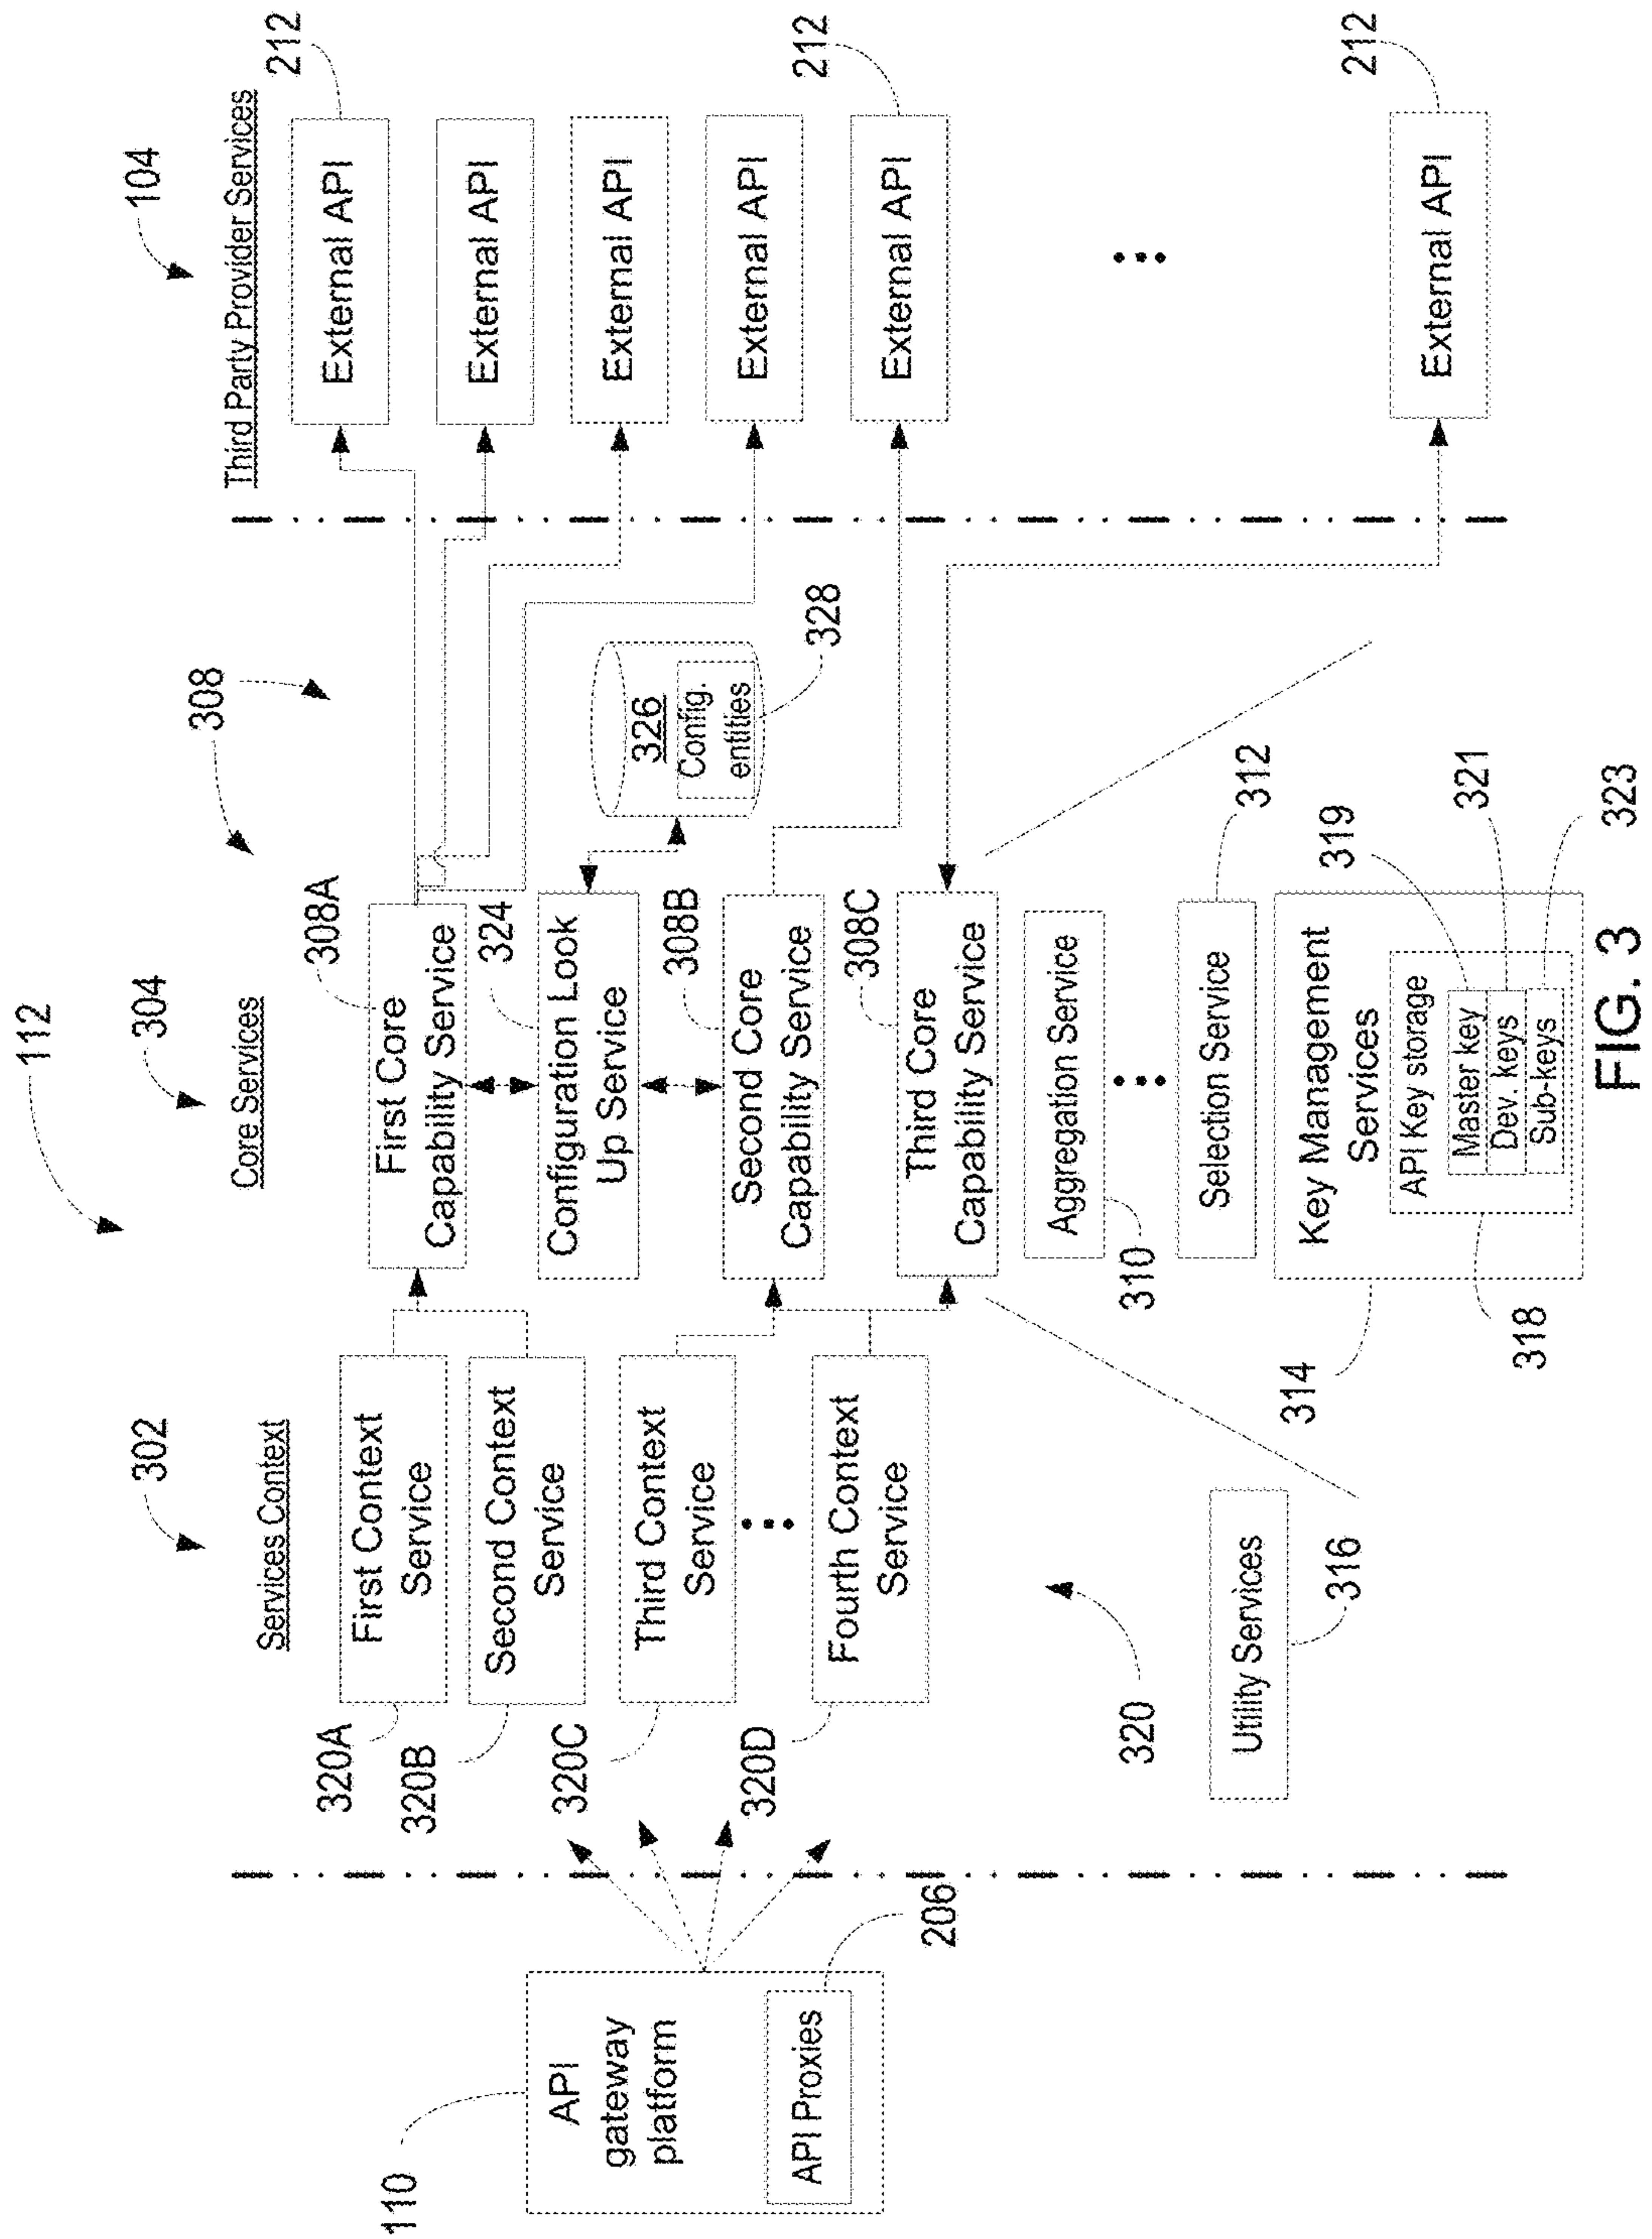 112
302
304
308
104
Services Context
Core Services
Third Party Provider Services
110
API
gateway
platform
API Proxies
206
320A
First Context
Service
320B
Second Context
Service
320C
Third Context
Service
320D
Fourth Context
Service
320
Utility Services
316
308A
First Core
Capability Service
324
Configuration Look
Up Service
326
Config.
entities
328
308B
Second Core
Capability Service
308C
Third Core
Capability Service
Aggregation Service
310
Selection Service
312
Key Management
Services
314
API Key storage
318
Master key
319
Dev. keys
321
Sub-keys
323
External API
212
External API
External API
External API
External API
212
External API
212
FIG. 3